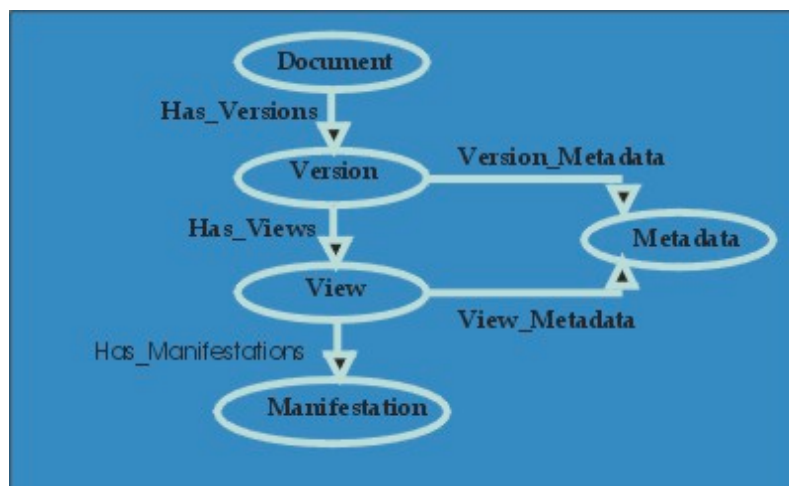 Document
Has_Versions
Version_Metadata
Version
Has_Views
Metadata
View
View_Metadata
Has_Manifestations
Manifestation